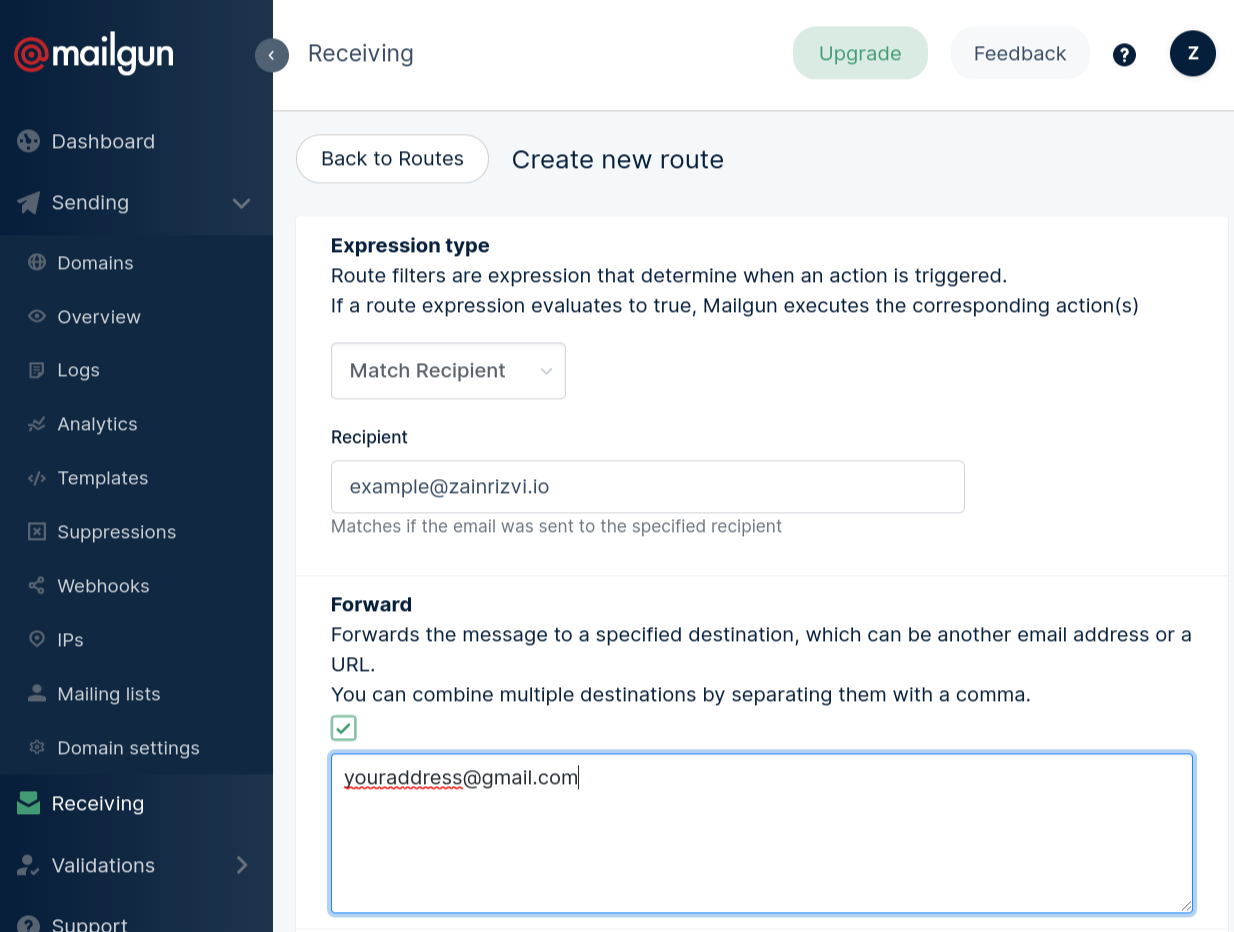 @mailgun
Receiving
Upgrade
Feedback
?
Z
Dashboard
Sending
Domains
Overview
Logs
Analytics
Templates
Suppressions
Webhooks
IPs
Mailing lists
Domain settings
Receiving
Validations
Support
Back to Routes
Create new route
Expression type
Route filters are expression that determine when an action is triggered.
If a route expression evaluates to true, Mailgun executes the corresponding action(s)
Match Recipient
Recipient
example@zainrizvi.io
Matches if the email was sent to the specified recipient
Forward
Forwards the message to a specified destination, which can be another email address or a
URL.
You can combine multiple destinations by separating them with a comma.
youraddress@gmail.com